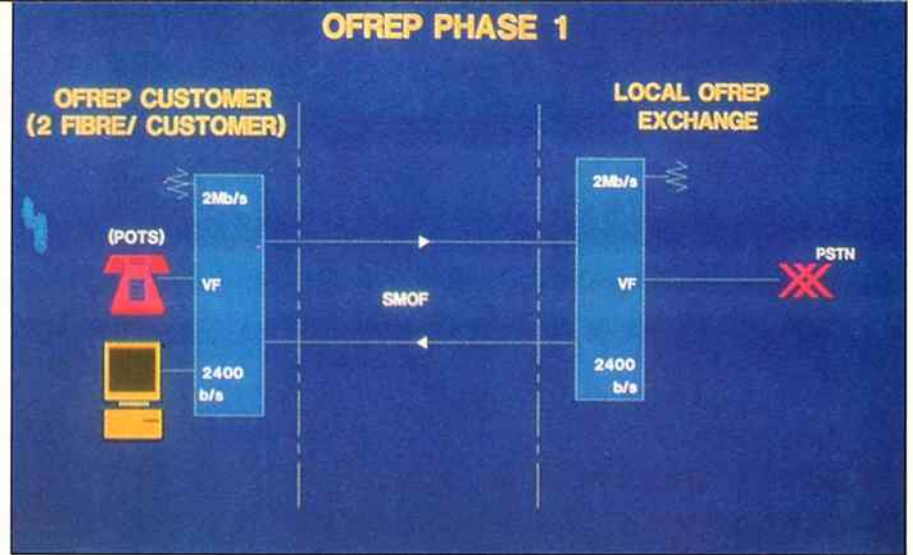 OFREP PHASE 1
OFREP CUSTOMER
(2 FIBRE/ CUSTOMER)
LOCAL OFREP
EXCHANGE
2Mb/s
2Mb/s
(POTS)
VF
SMOF
VF
PSTN
2400
b/s
2400
b/s